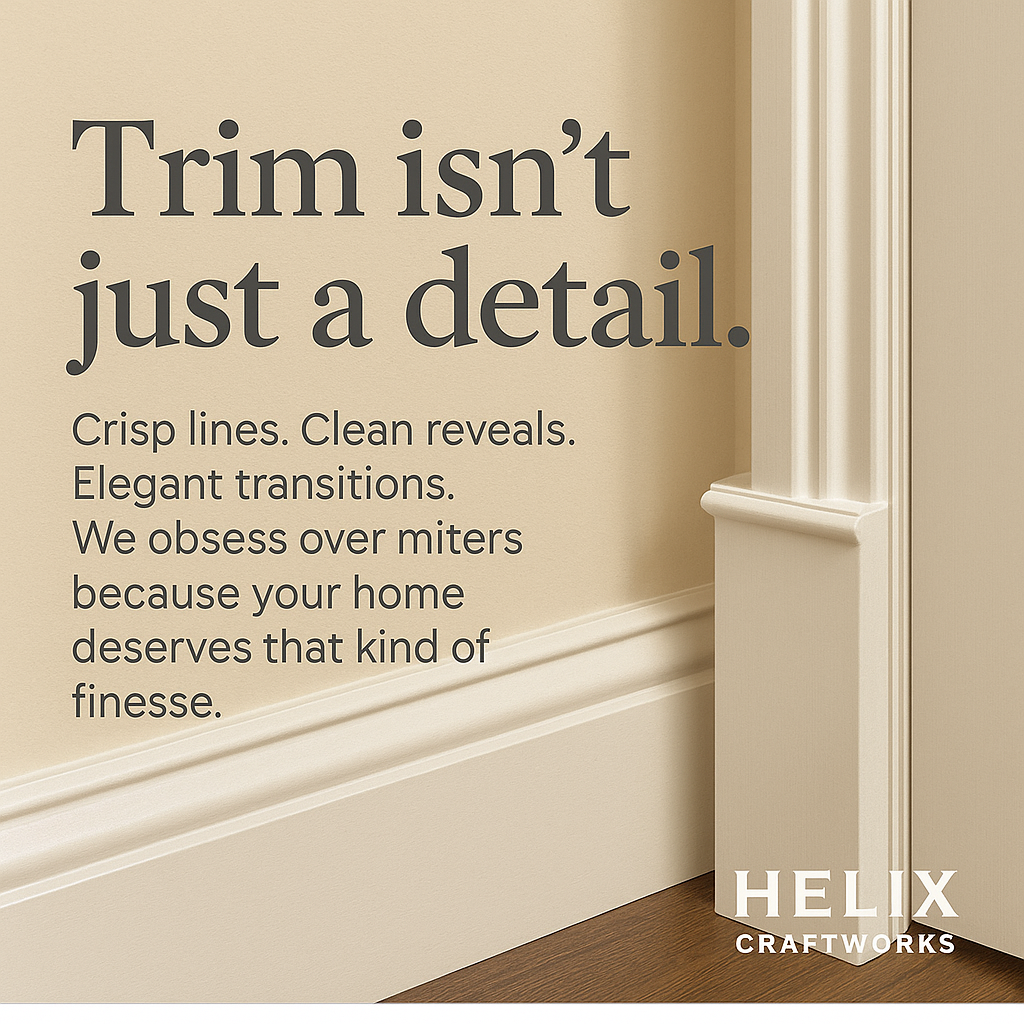 Trim isn’t
just a detail.
Crisp lines. Clean reveals.
Elegant transitions.
We obsess over miters
because your home
deserves that kind of
finesse.
HELIX
CRAFTWORKS